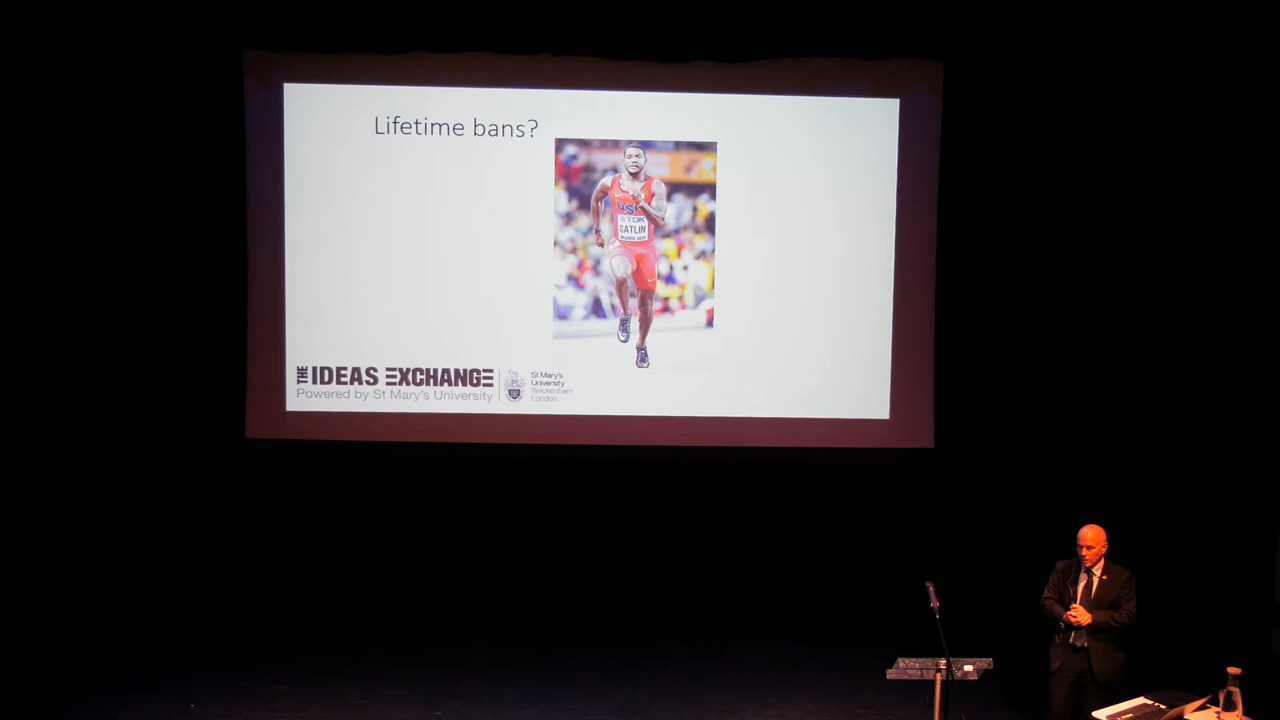 Lifetime bans?
USA
TDK
GATLIN
THE IDEAS EXCHANGE
Powered by St Mary's University
St Mary's
University
Twickenham
London